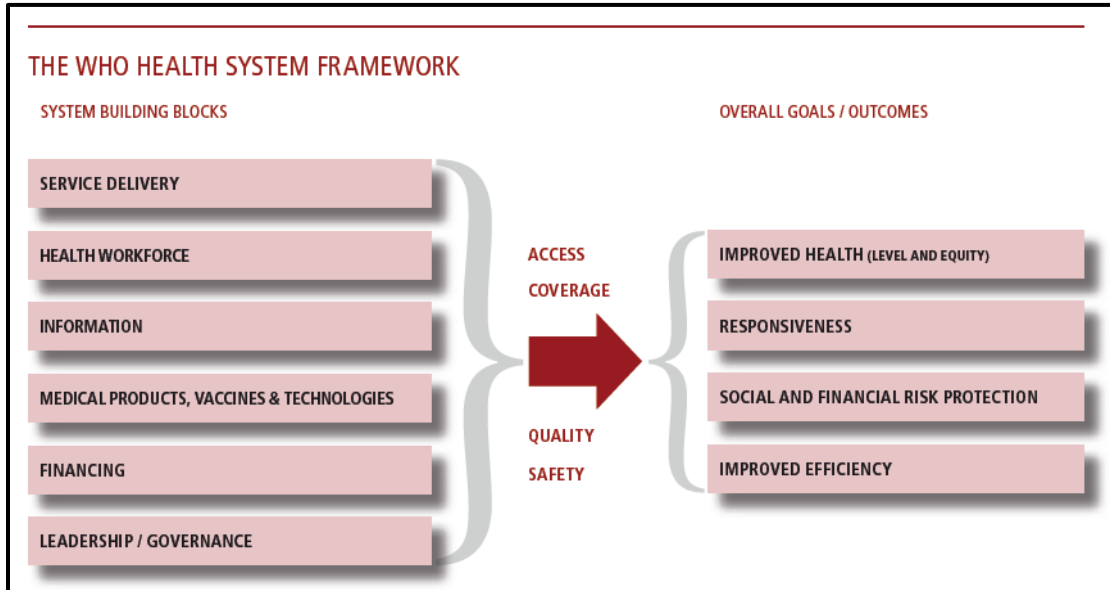 THE WHO HEALTH SYSTEM FRAMEWORK
SYSTEM BUILDING BLOCKS
OVERALL GOALS / OUTCOMES
SERVICE DELIVERY
HEALTH WORKFORCE
INFORMATION
MEDICAL PRODUCTS, VACCINES & TECHNOLOGIES
FINANCING
LEADERSHIP / GOVERNANCE
ACCESS
COVERAGE
QUALITY
SAFETY
IMPROVED HEALTH (LEVEL AND EQUITY)
RESPONSIVENESS
SOCIAL AND FINANCIAL RISK PROTECTION
IMPROVED EFFICIENCY